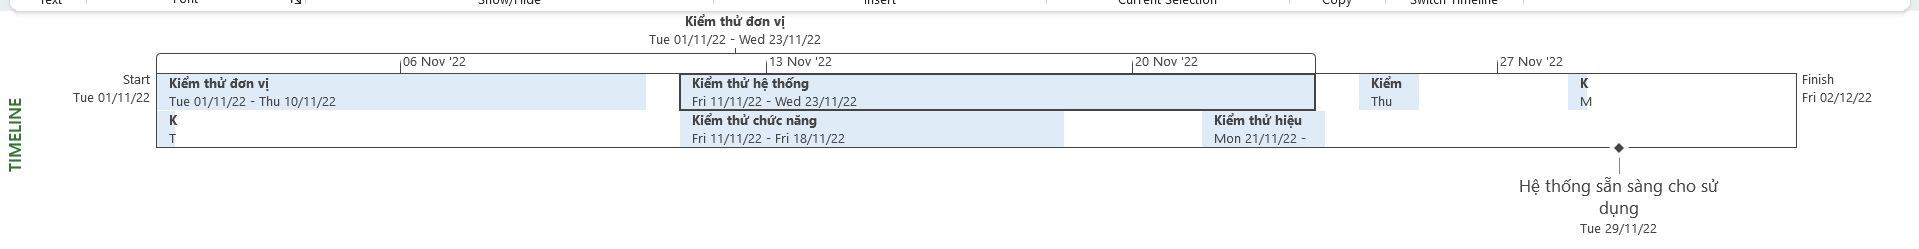 Text
Font
Show/Hide
Insert
Current Selection
Copy
Switch Timeline
Kiểm thử đơn vị
Tue 01/11/22 - Wed 23/11/22
06 Nov '22
13 Nov '22
20 Nov '22
27 Nov '22
Start
Tue 01/11/22
Kiểm thử đơn vị
Tue 01/11/22 - Thu 10/11/22
Kiểm thử hệ thống
Fri 11/11/22 - Wed 23/11/22
Kiểm
Thu
K
M
Finish
Fri 02/12/22
K
T
Kiểm thử chức năng
Fri 11/11/22 - Fri 18/11/22
Kiểm thử hiệu
Mon 21/11/22 -
TIMELINE
Hệ thống sẵn sàng cho sử
dụng
Tue 29/11/22